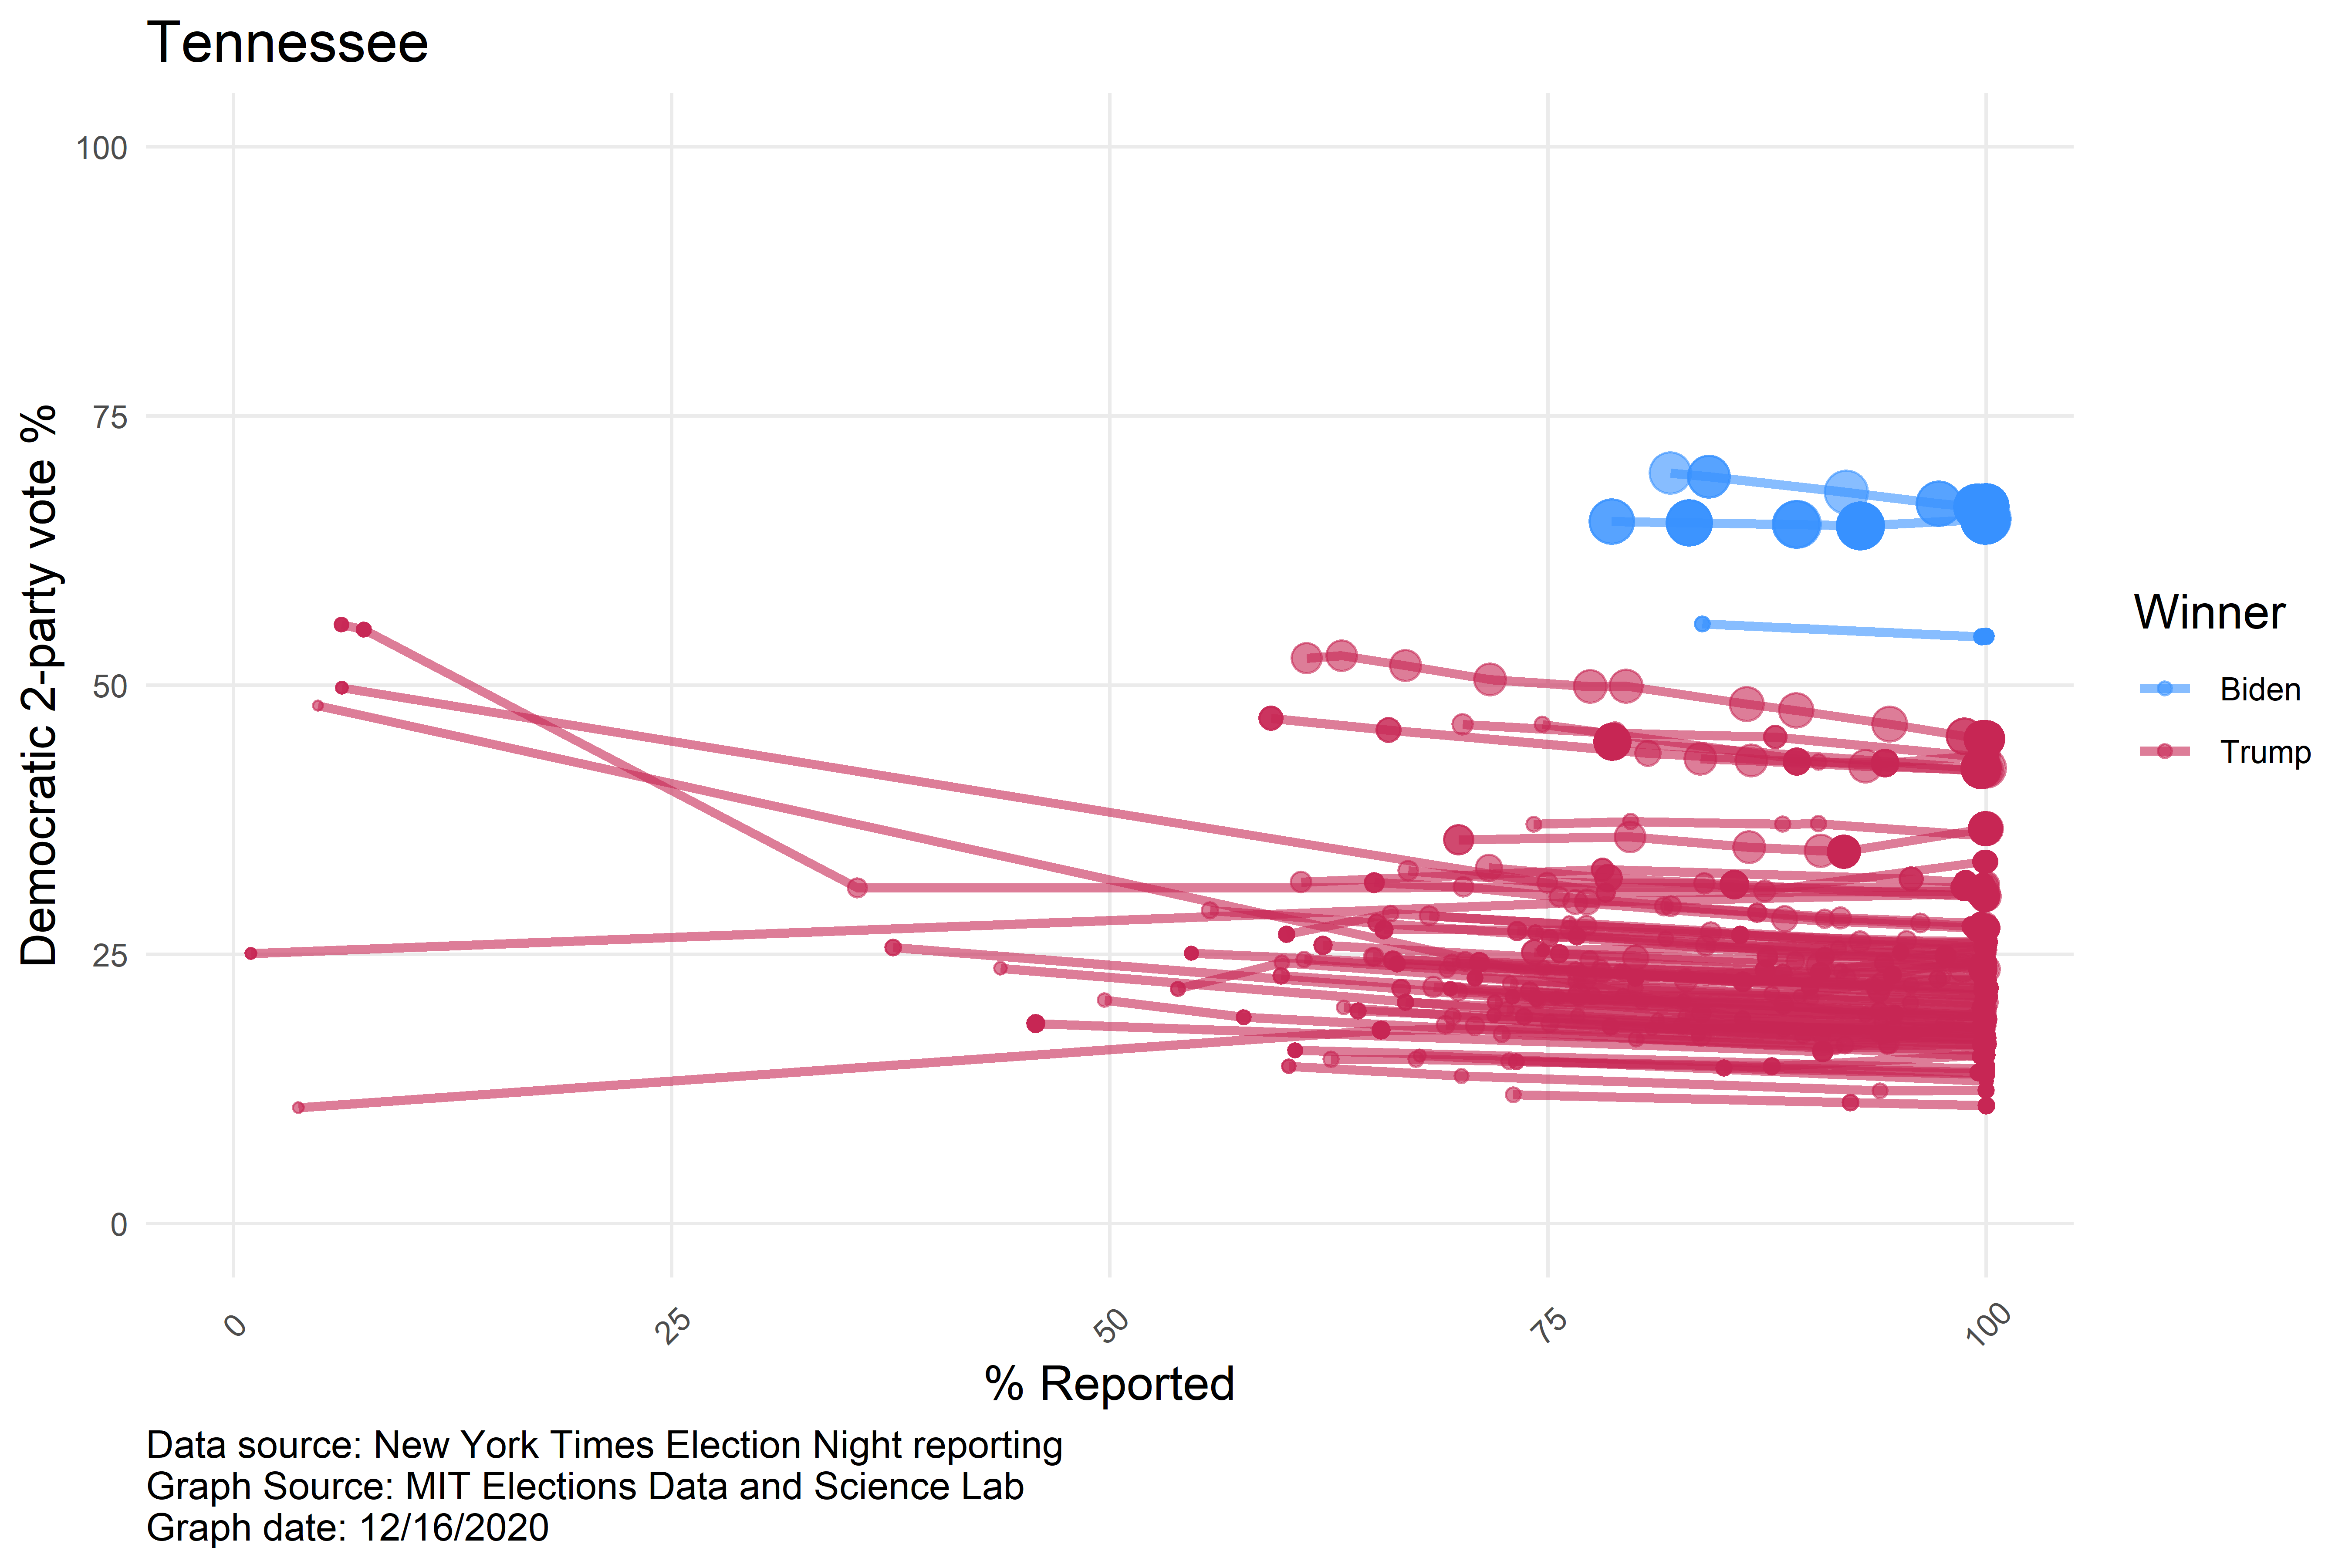 Tennessee
Democratic 2-party vote %
100
75
50
25
0
0
25
50
75
100
% Reported
Winner
Biden
Trump
Data source: New York Times Election Night reporting
Graph Source: MIT Elections Data and Science Lab
Graph date: 12/16/2020